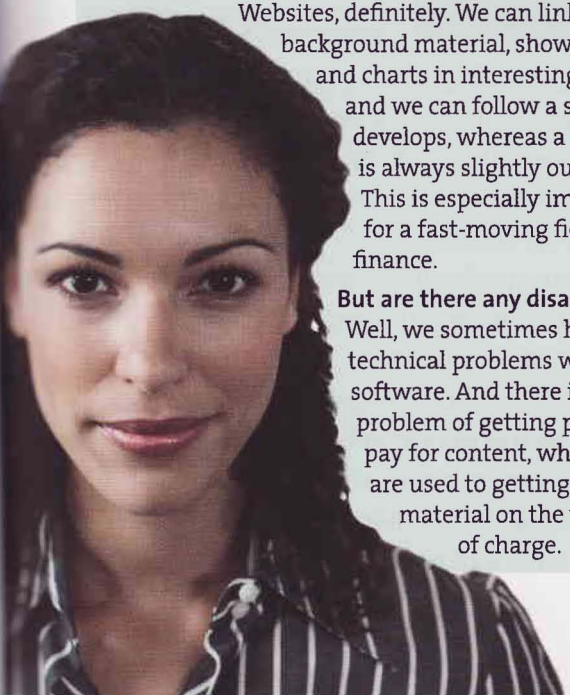 Websites, definitely. We can link
background material, show
and charts in interesting
and we can follow a s
develops, whereas a
is always slightly ou
This is especially im
for a fast-moving fi
finance.
But are there any disa
Well, we sometimes h
technical problems w
software. And there i
problem of getting p
pay for content, wh
are used to getting
material on the
of charge.